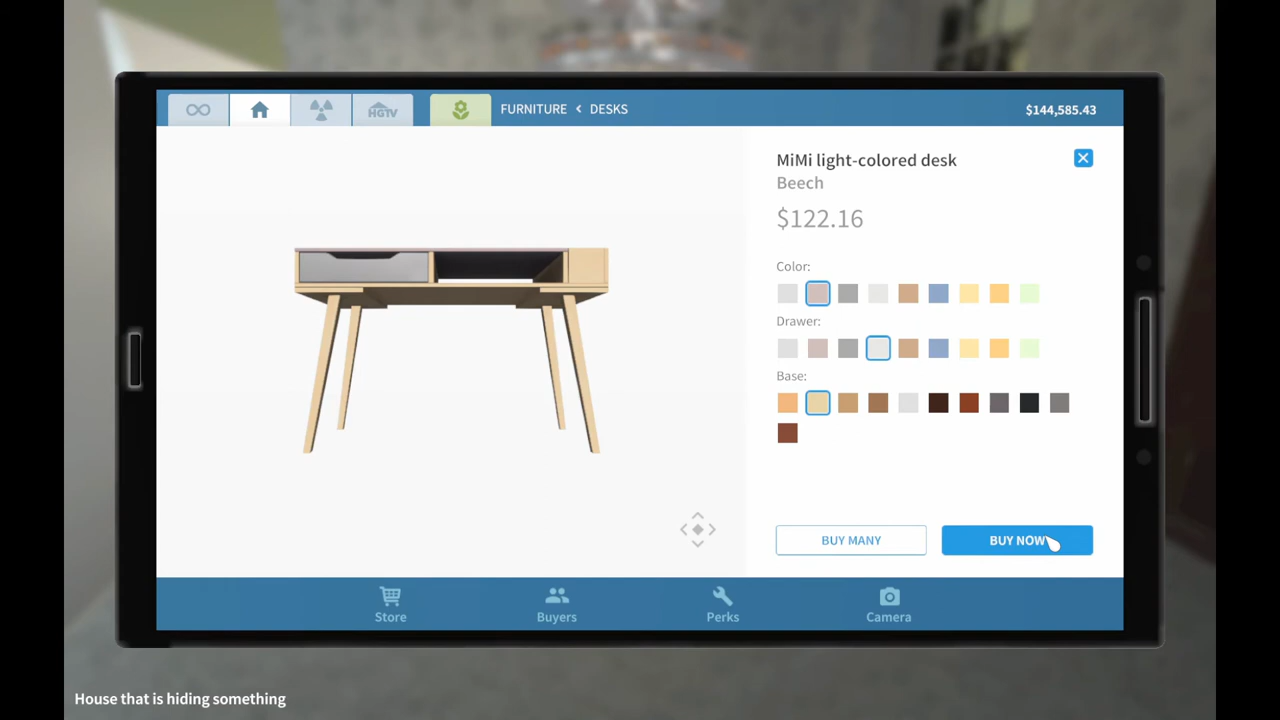 HGTV
FURNITURE < DESKS
$144,585.43
MiMi light-colored desk
Beech
$122.16
Color:
Drawer:
Base:
BUY MANY
BUY NOW
Store
Buyers
Perks
Camera
House that is hiding something